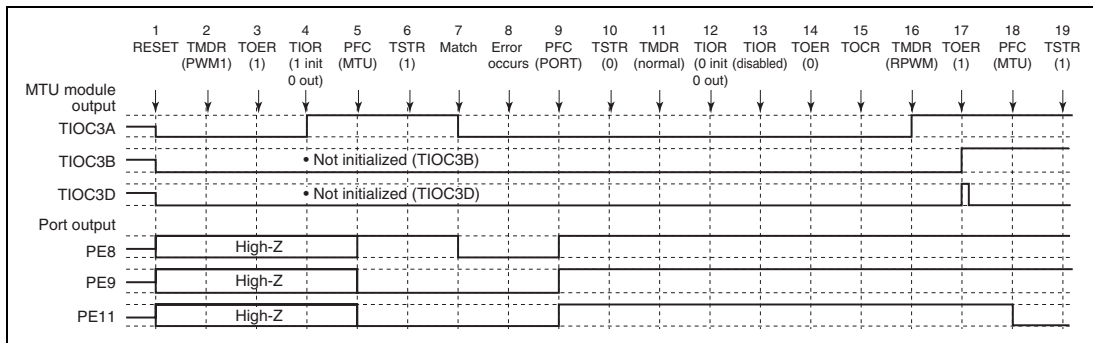 1 2 3 4 5 6 7 8 9 10 11 12 13 14 15 16 17 18 19
RESET TMDR TOER TIOR PFC TSTR Match Error PFC TSTR TMDR TIOR TIOR TOER TOCR TMDR TOER PFC TSTR
(PWM1) (1) (1 init (MTU) (1) occurs (PORT) (0) (normal) (0 init (disabled) (0) (RPWM) (1) (MTU) (1)
0 out) 0 out)
MTU module
output
TIOC3A
TIOC3B • Not initialized (TIOC3B)
TIOC3D • Not initialized (TIOC3D)
Port output
PE8 High-Z
PE9 High-Z
PE11 High-Z